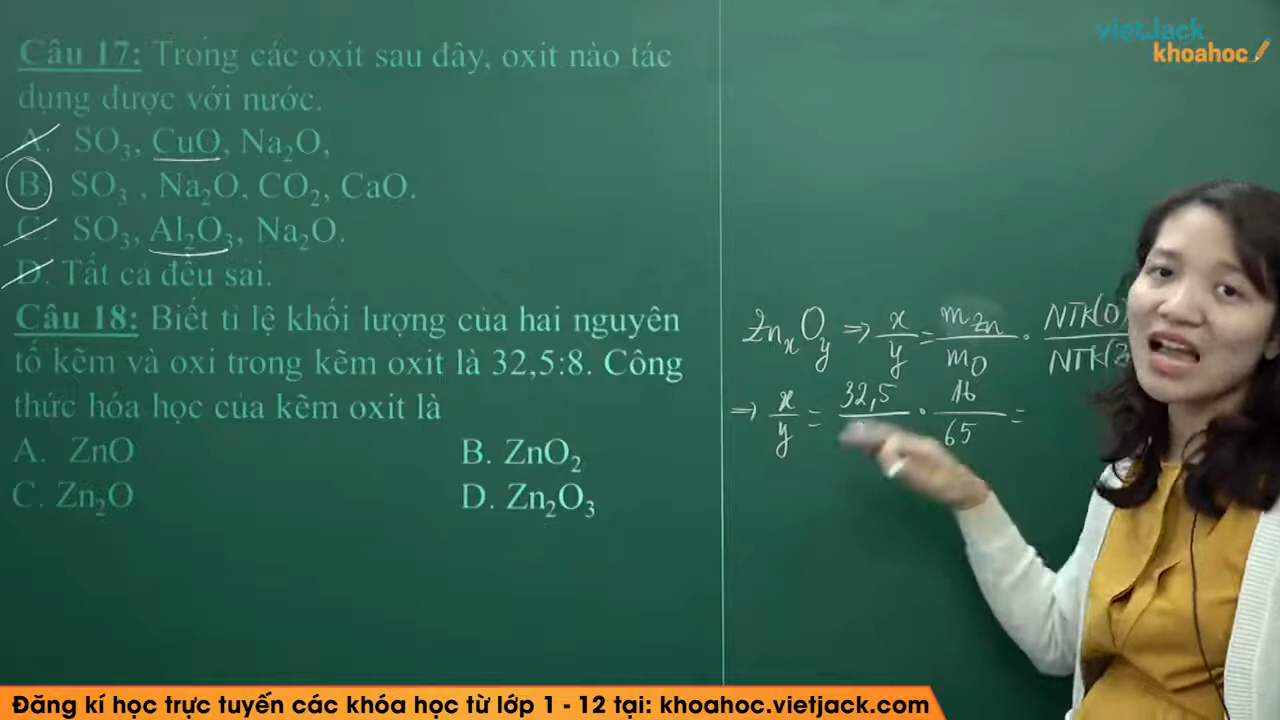 Câu 17: Trong các oxit sau đây, oxit nào tác
dụng được với nước.
A. SO₃, CuO, Na₂O,
B. SO₃ , Na₂O, CO₂, CaO.
C. SO₃, Al₂O₃, Na₂O.
D. Tất cả đều sai.
Câu 18: Biết tỉ lệ khối lượng của hai nguyên
tố kẽm và oxi trong kẽm oxit là 32,5:8. Công
thức hóa học của kẽm oxit là
A. ZnO
B. ZnO₂
C. Zn₂O
D. Zn₂O₃
vietJack
khoahoc
ZnₓOᵧ ⇒ x/y = mZn/mO . NTK(O)/NTK(Z
⇒ x/y = 32,5/ . 16/65 =
Đăng kí học trực tuyến các khóa học từ lớp 1 - 12 tại: khoahoc.vietjack.com